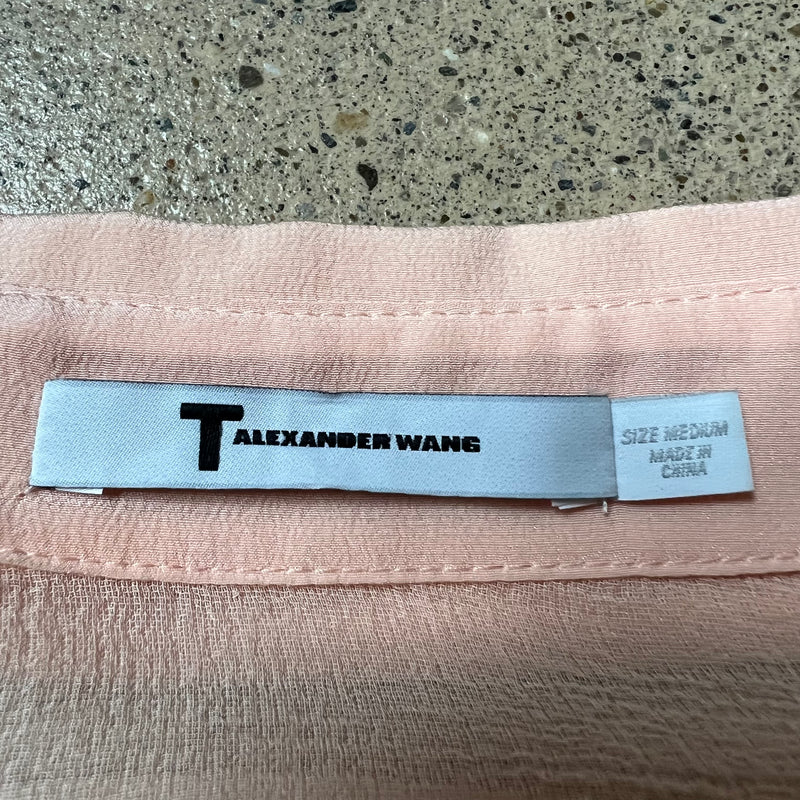 T ALEXANDER WANG
SIZE MEDIUM
MADE IN
CHINA